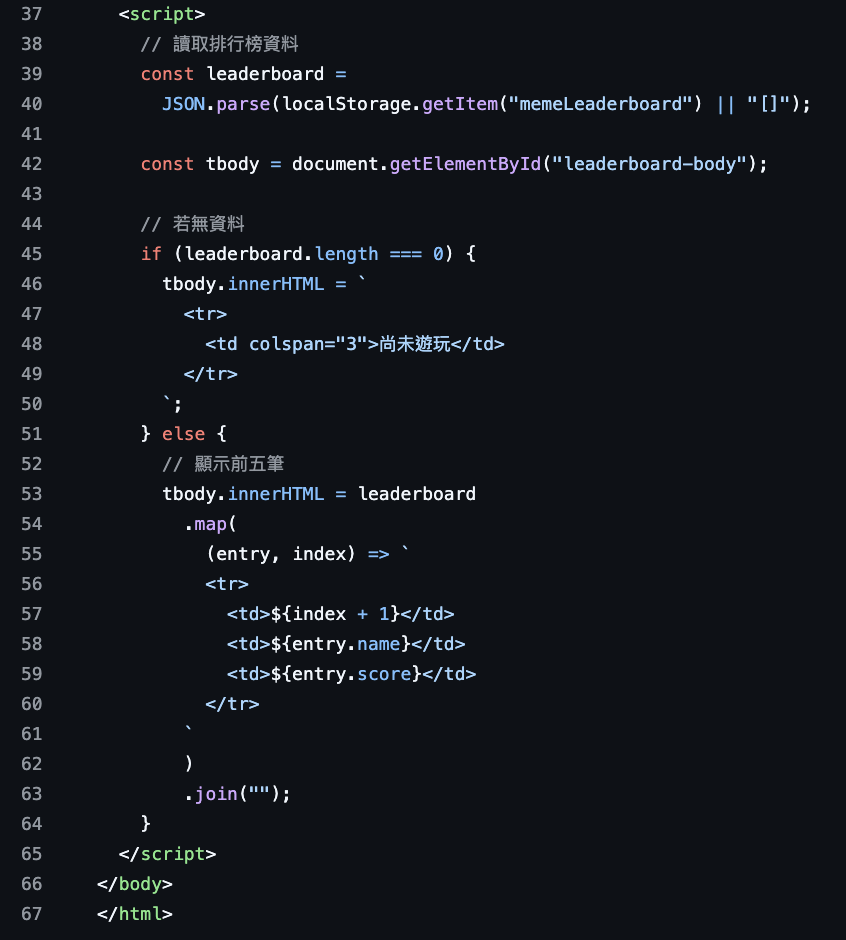 37 <script>
38 // 讀取排行榜資料
39 const leaderboard =
40 JSON.parse(localStorage.getItem("memeLeaderboard") || "[]");
41
42 const tbody = document.getElementById("leaderboard-body");
43
44 // 若無資料
45 if (leaderboard.length === 0) {
46 tbody.innerHTML = `
47 <tr>
48 <td colspan="3">尚未遊玩</td>
49 </tr>
50 `;
51 } else {
52 // 顯示前五筆
53 tbody.innerHTML = leaderboard
54 .map(
55 (entry, index) => `
56 <tr>
57 <td>${index + 1}</td>
58 <td>${entry.name}</td>
59 <td>${entry.score}</td>
60 </tr>
61 `
62 )
63 .join("");
64 }
65 </script>
66 </body>
67 </html>